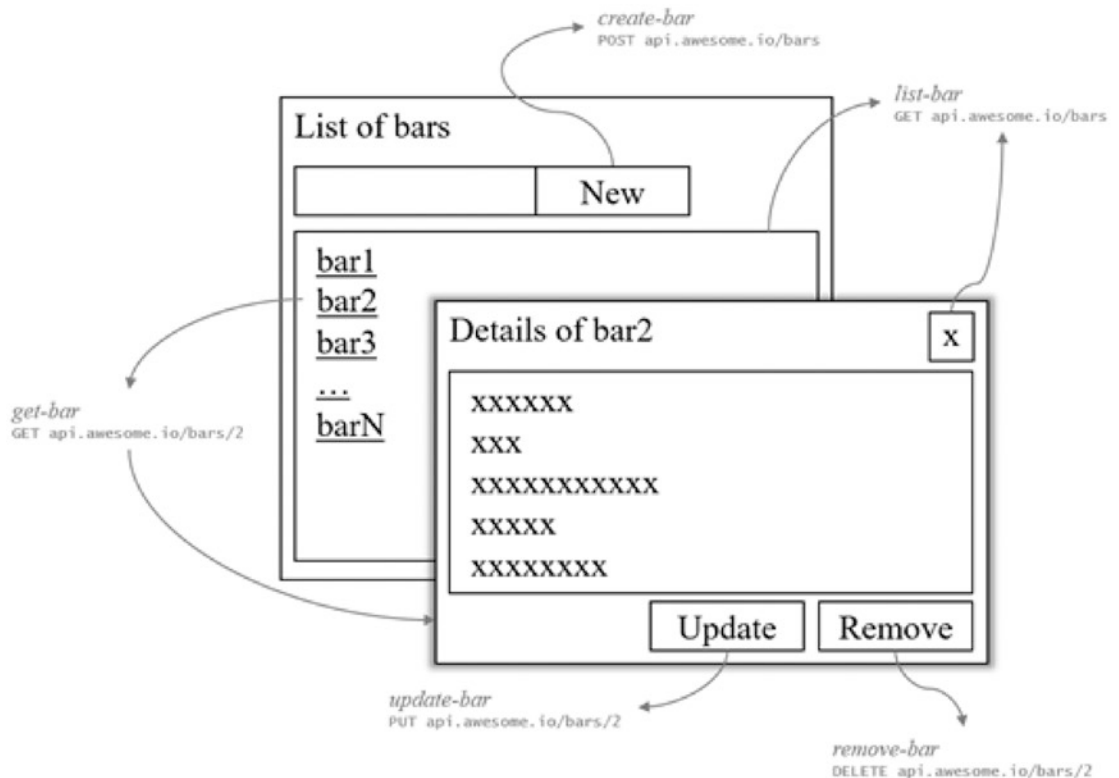 create-bar
POST api.awesome.io/bars
list-bar
GET api.awesome.io/bars
List of bars
New
bar1
bar2
bar3
...
barN
Details of bar2
x
xxxxxx
xxx
xxxxxxxxxxx
xxxxx
xxxxxxxx
Update
Remove
get-bar
GET api.awesome.io/bars/2
update-bar
PUT api.awesome.io/bars/2
remove-bar
DELETE api.awesome.io/bars/2